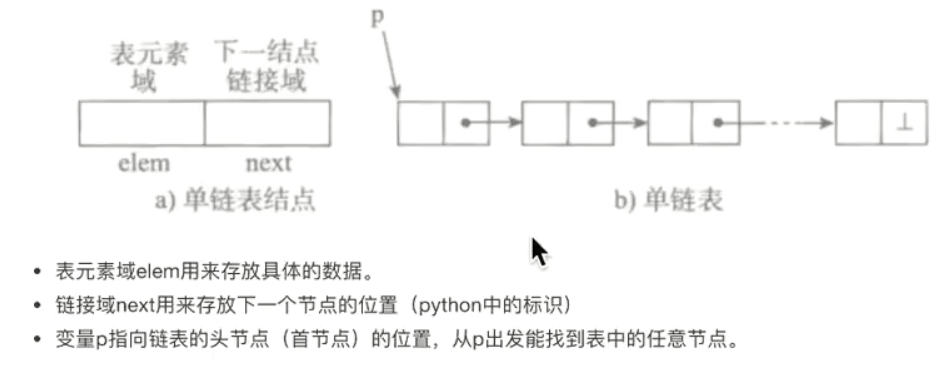 p
表元素 下一结点
域 链接域
elem next
⊥
a) 单链表结点
b) 单链表
• 表元素域elem用来存放具体的数据。
• 链接域next用来存放下一个节点的位置（python中的标识）
• 变量p指向链表的头节点（首节点）的位置，从p出发能找到表中的任意节点。